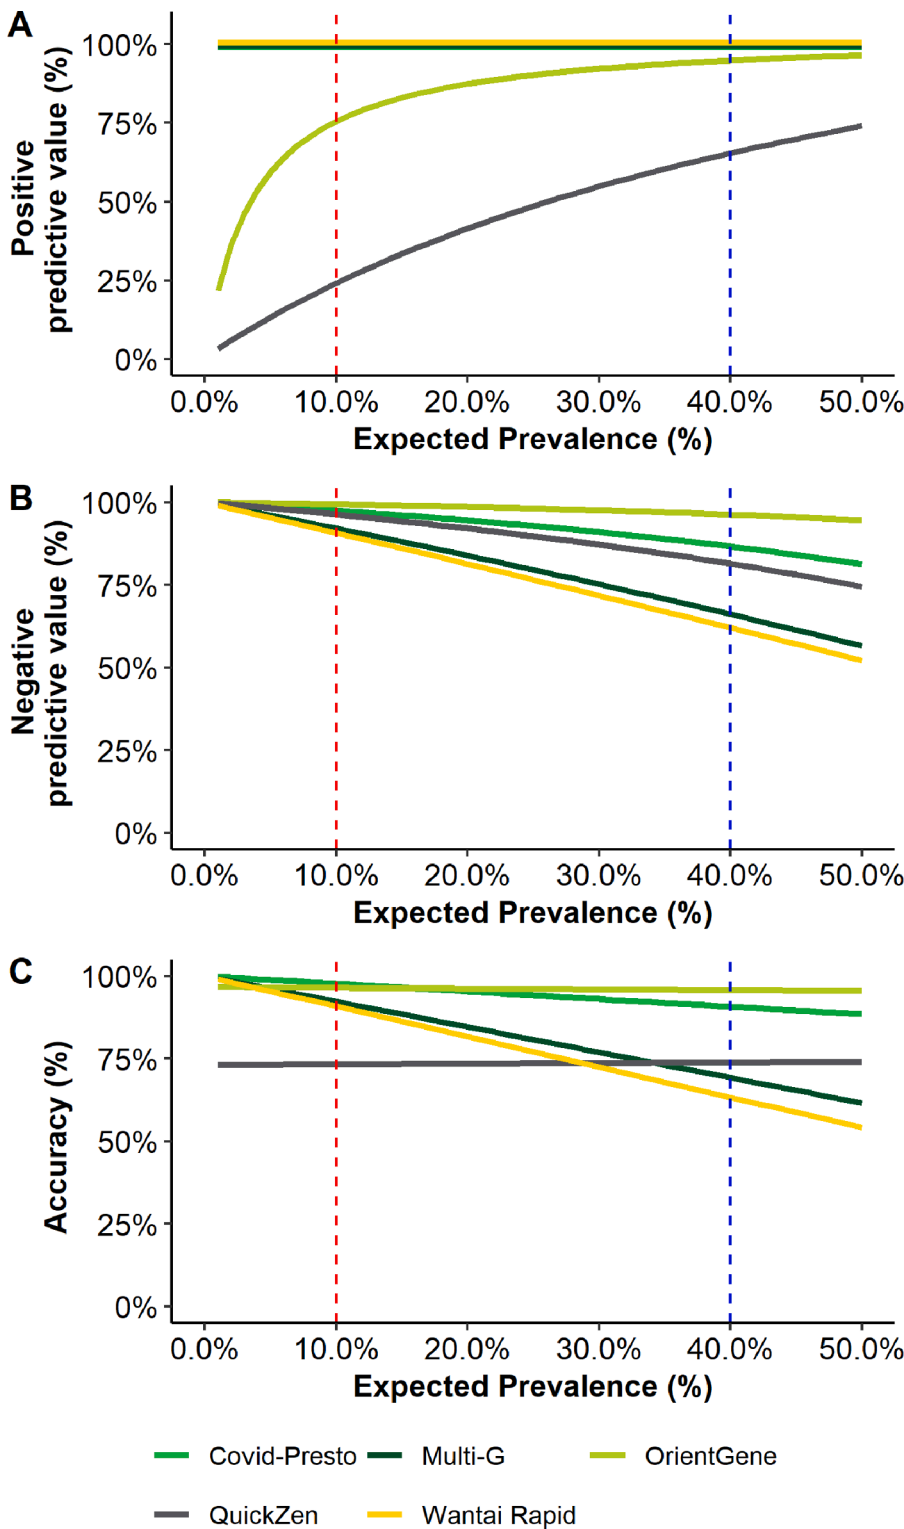 A
Positive
predictive value (%)
100%
75%
50%
25%
0%
0.0% 10.0% 20.0% 30.0% 40.0% 50.0%
Expected Prevalence (%)
B
Negative
predictive value (%)
100%
75%
50%
25%
0%
0.0% 10.0% 20.0% 30.0% 40.0% 50.0%
Expected Prevalence (%)
C
Accuracy (%)
100%
75%
50%
25%
0%
0.0% 10.0% 20.0% 30.0% 40.0% 50.0%
Expected Prevalence (%)
Covid-Presto Multi-G OrientGene
QuickZen Wantai Rapid